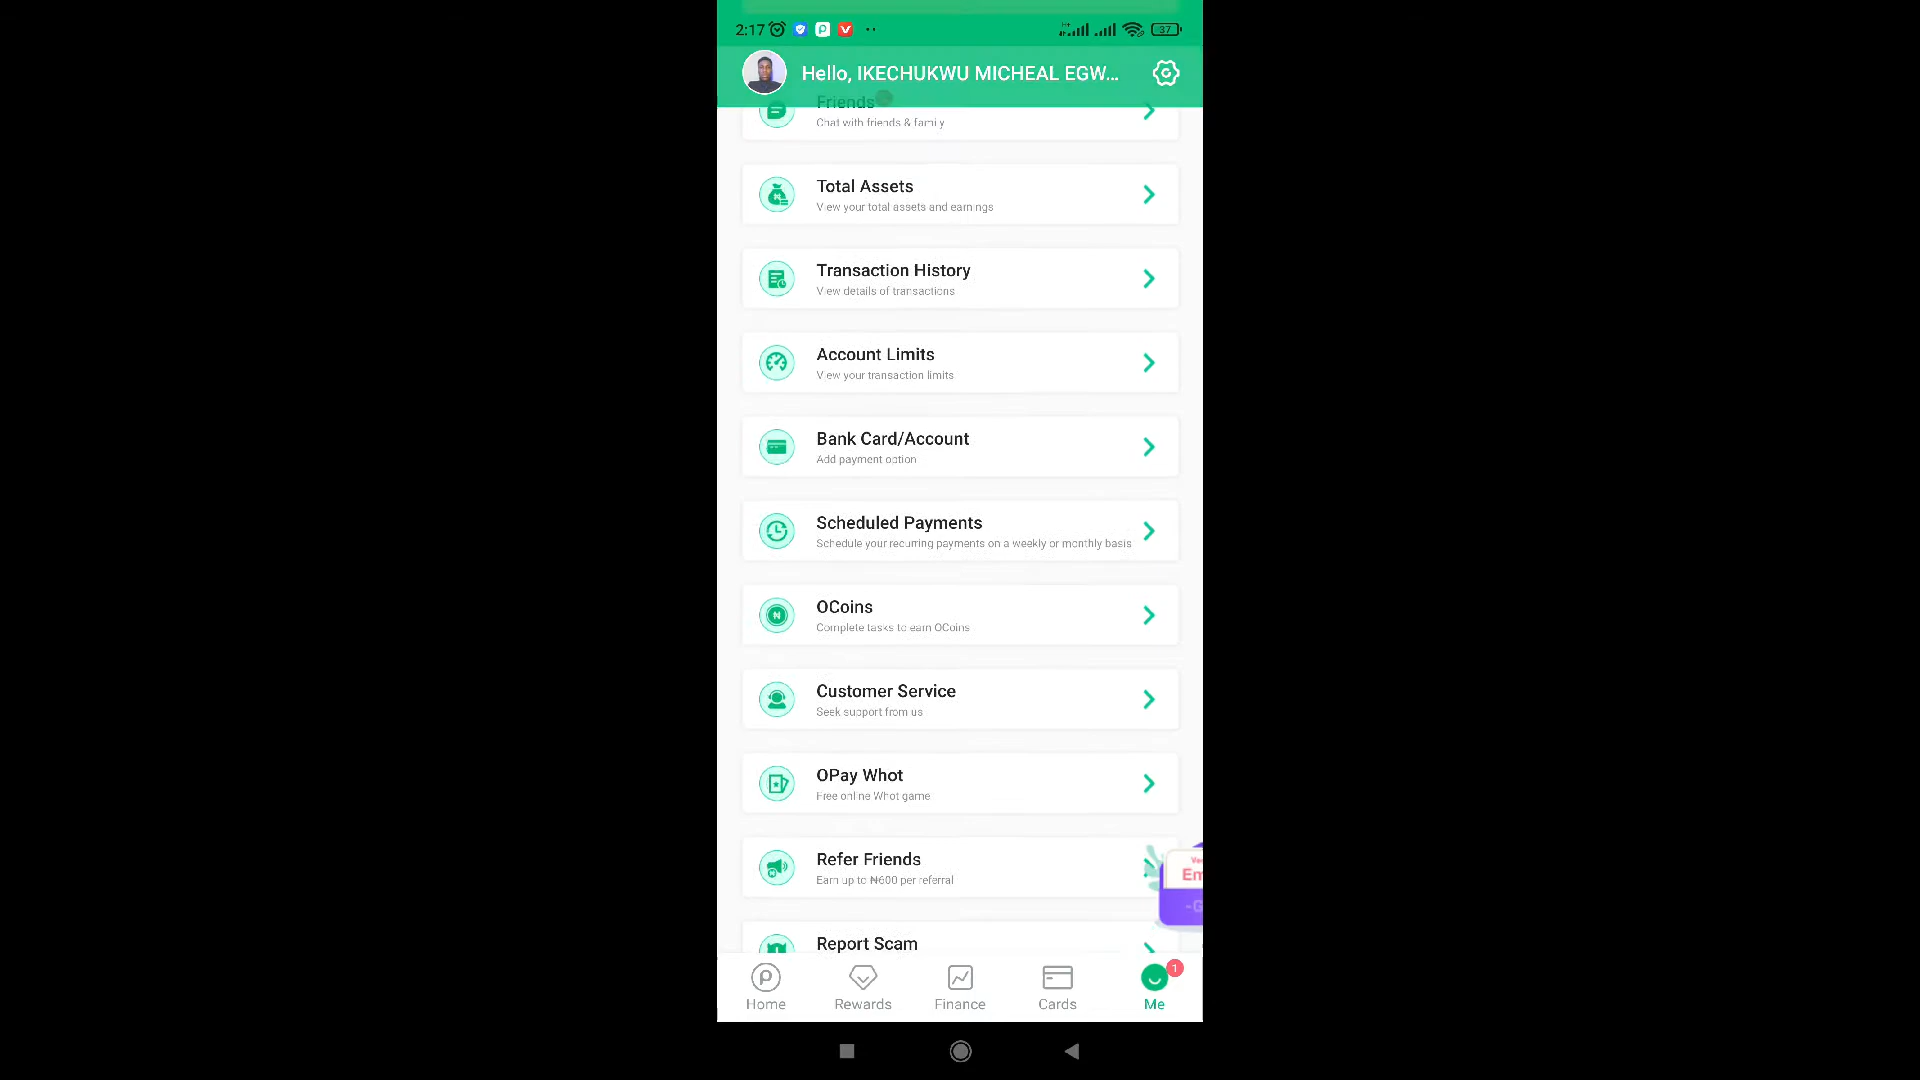 2:17
37
Hello, IKECHUKWU MICHEAL EGW...
Friends
Chat with friends & family
Total Assets
View your total assets and earnings
Transaction History
View details of transactions
Account Limits
View your transaction limits
Bank Card/Account
Add payment option
Scheduled Payments
Schedule your recurring payments on a weekly or monthly basis
OCoins
Complete tasks to earn OCoins
Customer Service
Seek support from us
OPay Whot
Free online Whot game
Refer Friends
Earn up to ₦600 per referral
Em
-G
Report Scam
1
Home
Rewards
Finance
Cards
Me